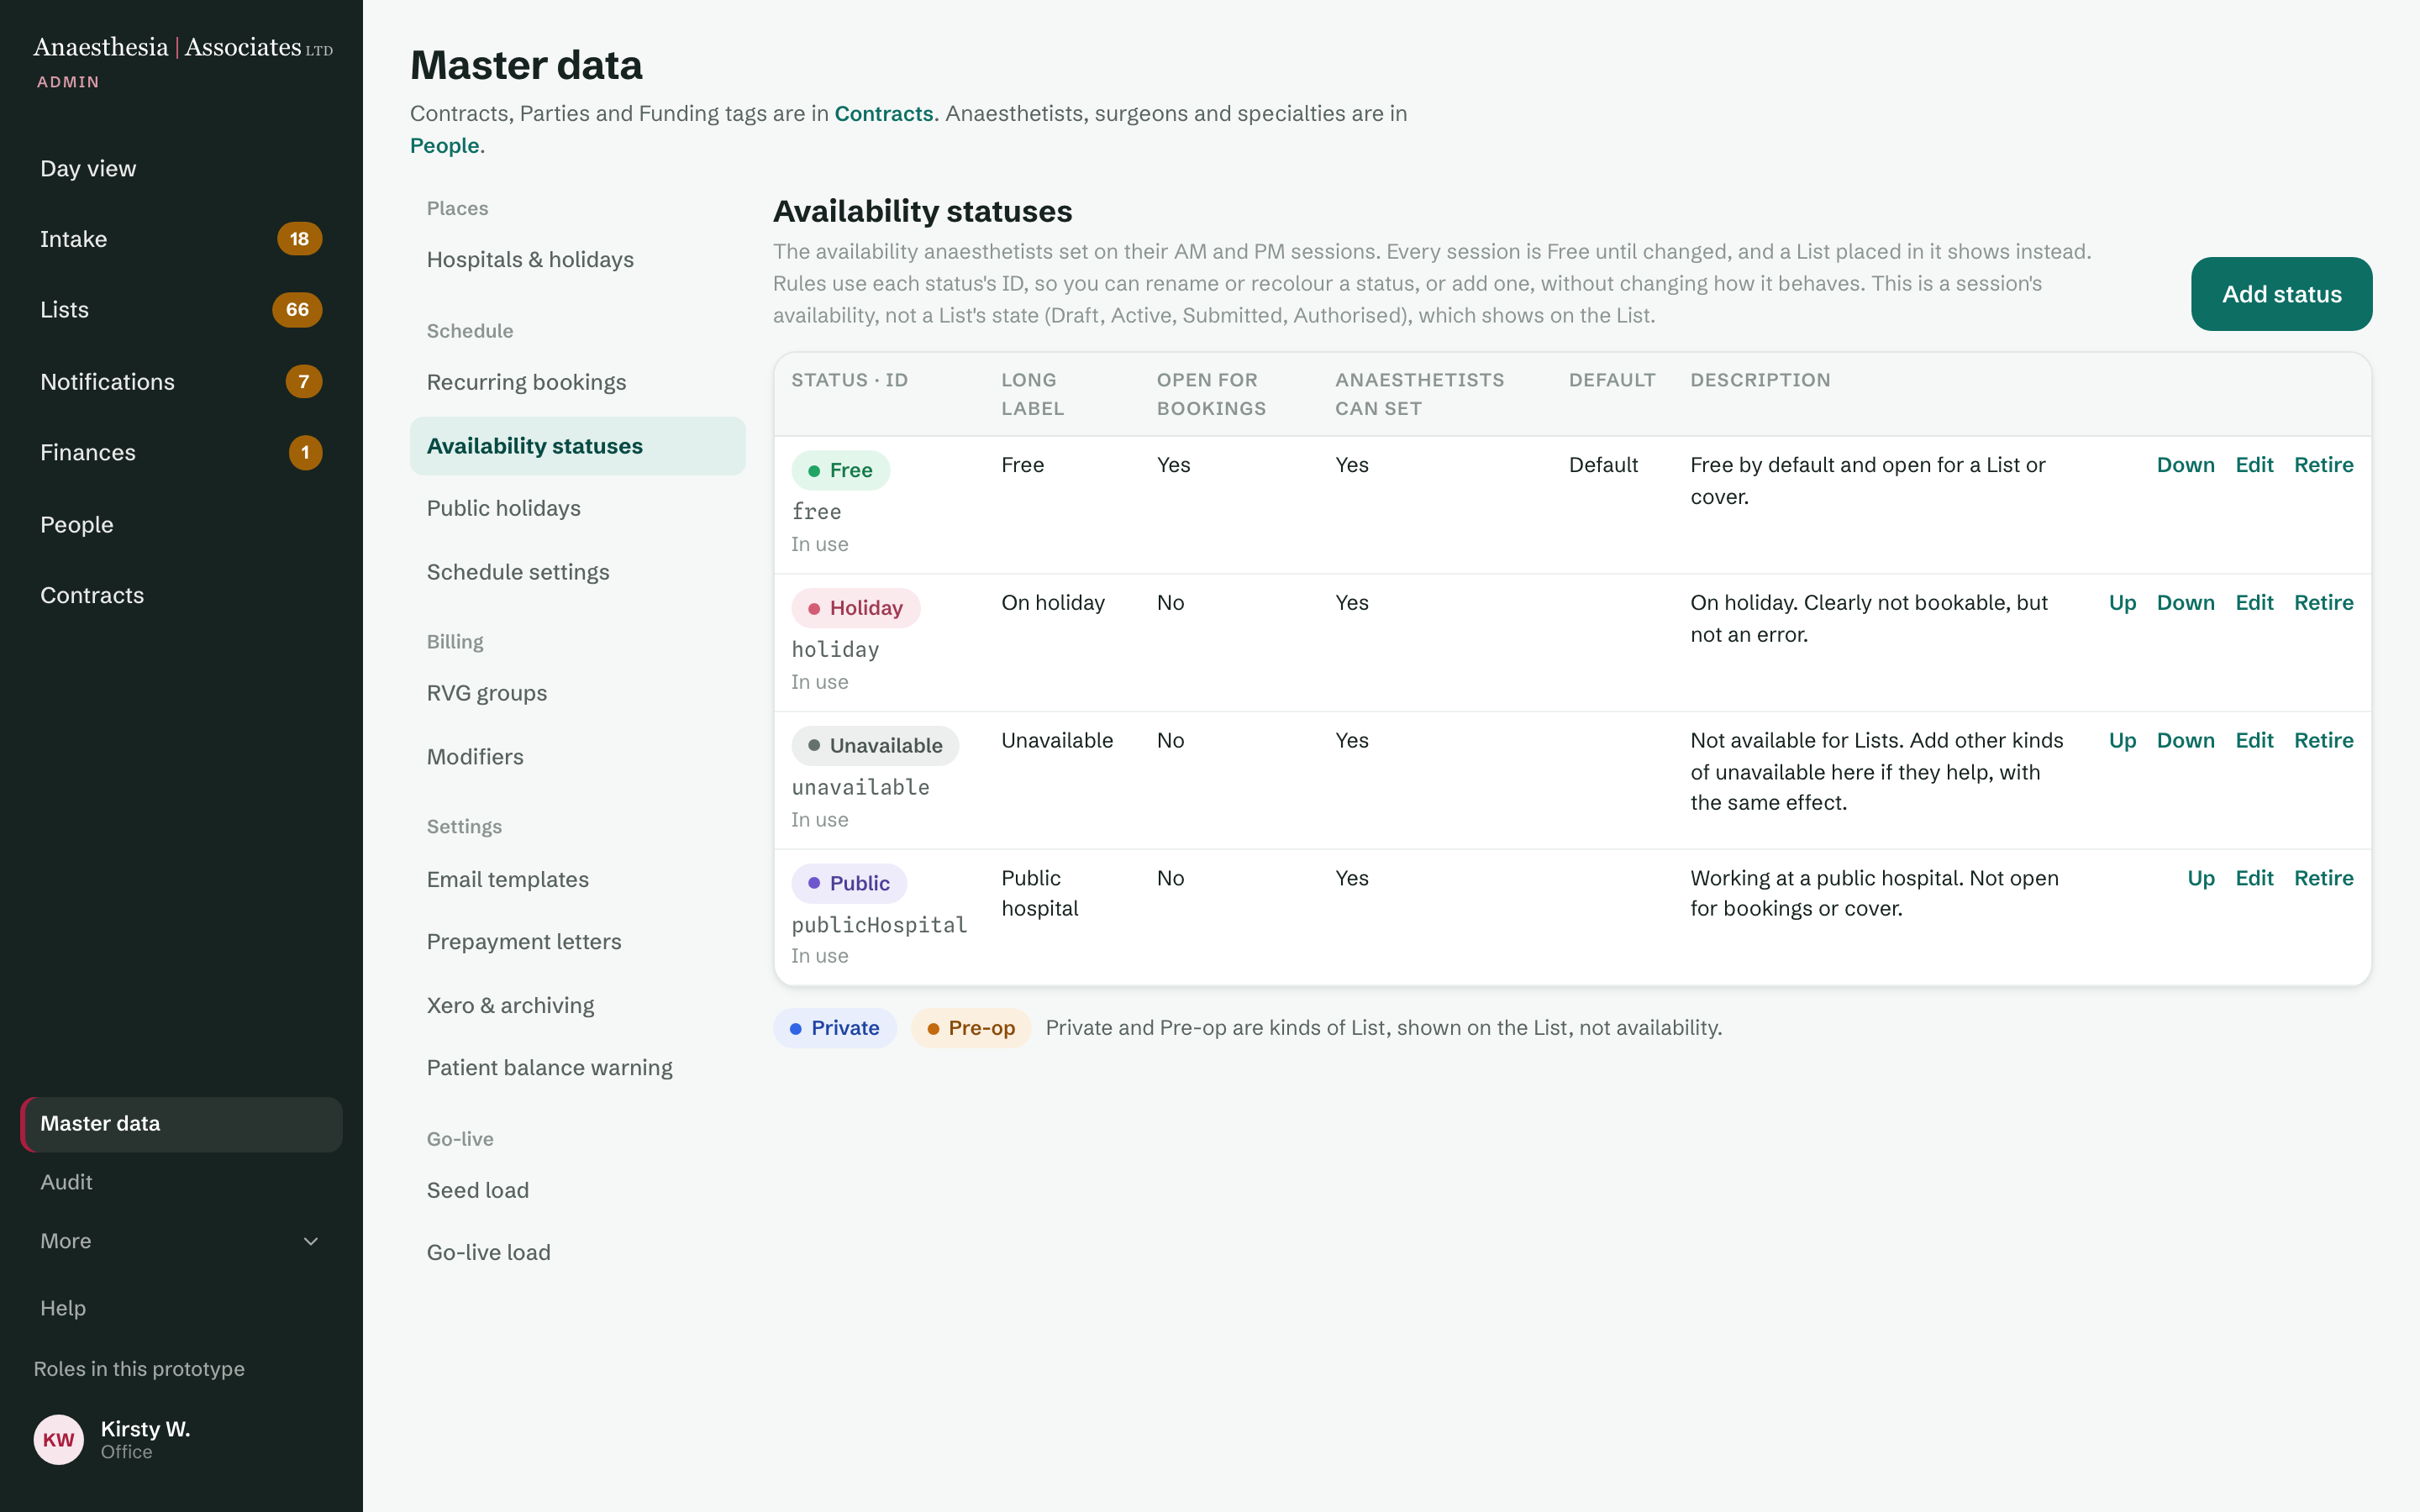 Anaesthesia | Associates LTD
ADMIN
Day view
Intake 18
Lists 66
Notifications 7
Finances 1
People
Contracts
Master data
Audit
More
Help
Roles in this prototype
KW
Kirsty W.
Office
Master data
Contracts, Parties and Funding tags are in Contracts. Anaesthetists, surgeons and specialties are in
People.
Places
Hospitals & holidays
Schedule
Recurring bookings
Availability statuses
Public holidays
Schedule settings
Billing
RVG groups
Modifiers
Settings
Email templates
Prepayment letters
Xero & archiving
Patient balance warning
Go-live
Seed load
Go-live load
Availability statuses
The availability anaesthetists set on their AM and PM sessions. Every session is Free until changed, and a List placed in it shows instead.
Rules use each status's ID, so you can rename or recolour a status, or add one, without changing how it behaves. This is a session's
availability, not a List's state (Draft, Active, Submitted, Authorised), which shows on the List.
Add status
STATUS · ID LONG OPEN FOR ANAESTHETISTS DEFAULT DESCRIPTION
LABEL BOOKINGS CAN SET
Free Free Yes Yes Default Free by default and open for a List or Down Edit Retire
free cover.
In use
Holiday On holiday No Yes On holiday. Clearly not bookable, but Up Down Edit Retire
holiday not an error.
In use
Unavailable Unavailable No Yes Not available for Lists. Add other kinds Up Down Edit Retire
unavailable of unavailable here if they help, with
In use the same effect.
Public Public No Yes Working at a public hospital. Not open Up Edit Retire
publicHospital hospital for bookings or cover.
In use
Private Pre-op Private and Pre-op are kinds of List, shown on the List, not availability.